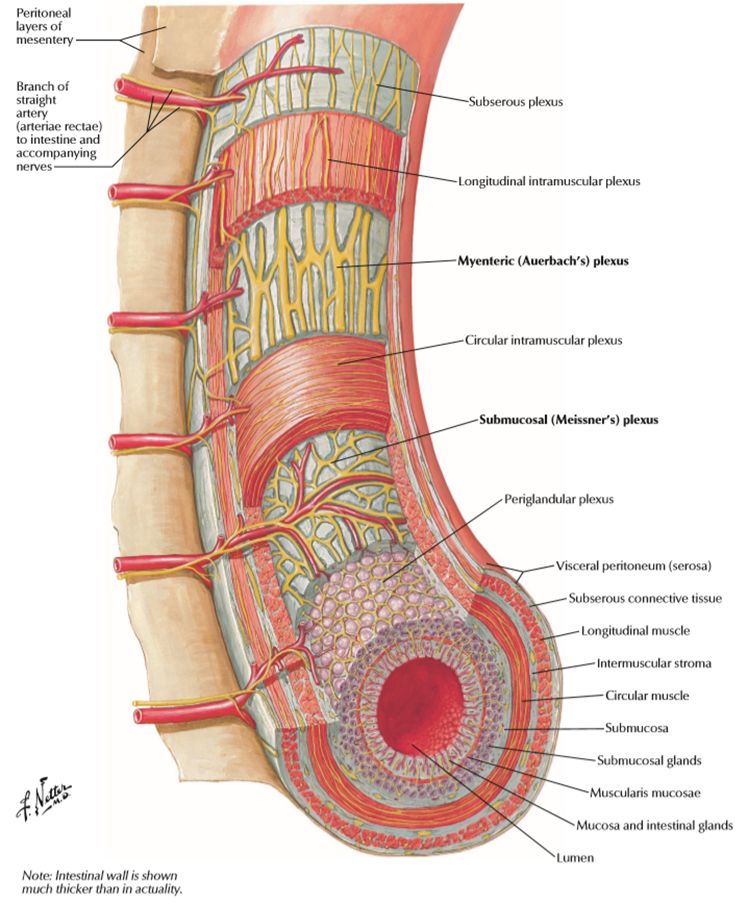 Peritoneal
layers of
mesentery
Branch of
straight
artery
(arteriae rectae)
to intestine and
accompanying
nerves
Subserous plexus
Longitudinal intramuscular plexus
Myenteric (Auerbach's) plexus
Circular intramuscular plexus
Submucosal (Meissner's) plexus
Periglandular plexus
Visceral peritoneum (serosa)
Subserous connective tissue
Longitudinal muscle
Intermuscular stroma
Circular muscle
Submucosa
Submucosal glands
Muscularis mucosae
Mucosa and intestinal glands
Lumen
F. Netter
M.D.
Note: Intestinal wall is shown
much thicker than in actuality.